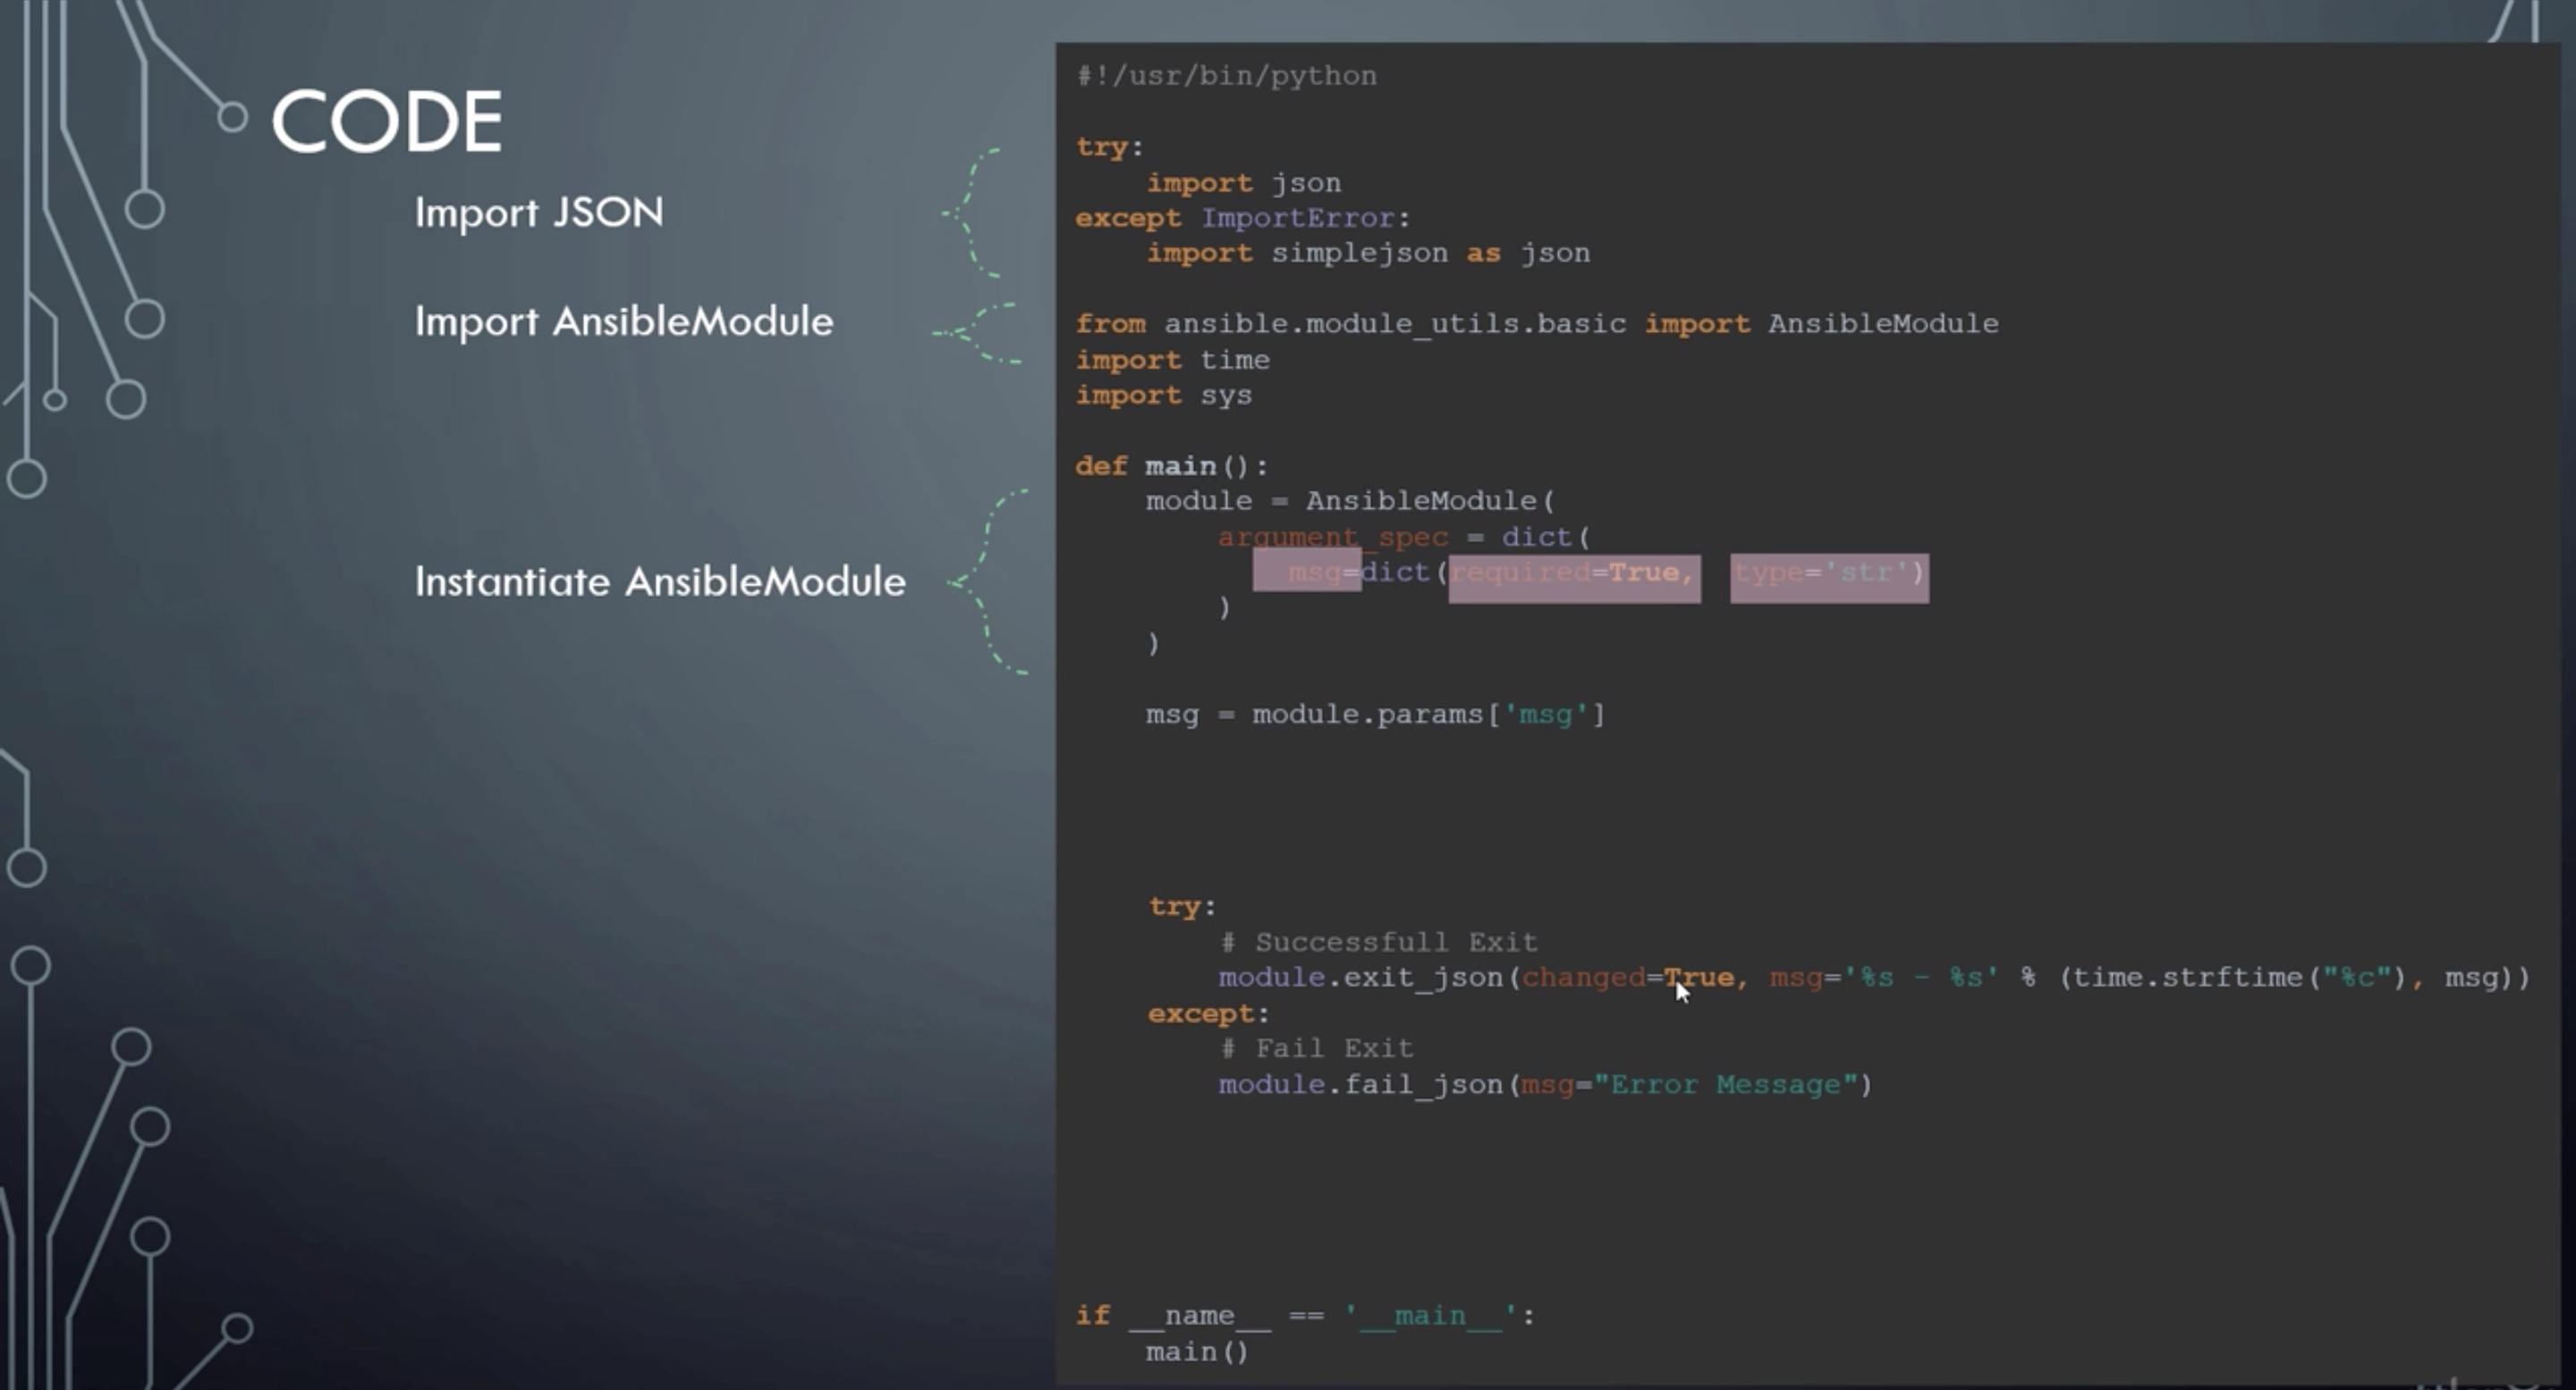 CODE
Import JSON
Import AnsibleModule
Instantiate AnsibleModule
#!/usr/bin/python
try:
import json
except ImportError:
import simplejson as json
from ansible.module_utils.basic import AnsibleModule
import time
import sys
def main():
module = AnsibleModule(
argument_spec = dict(
msg=dict(required=True, type='str')
)
)
msg = module.params['msg']
try:
# Successfull Exit
module.exit_json(changed=True, msg='%s - %s' % (time.strftime("%c"), msg))
except:
# Fail Exit
module.fail_json(msg="Error Message")
if __name__ == '__main__':
main()